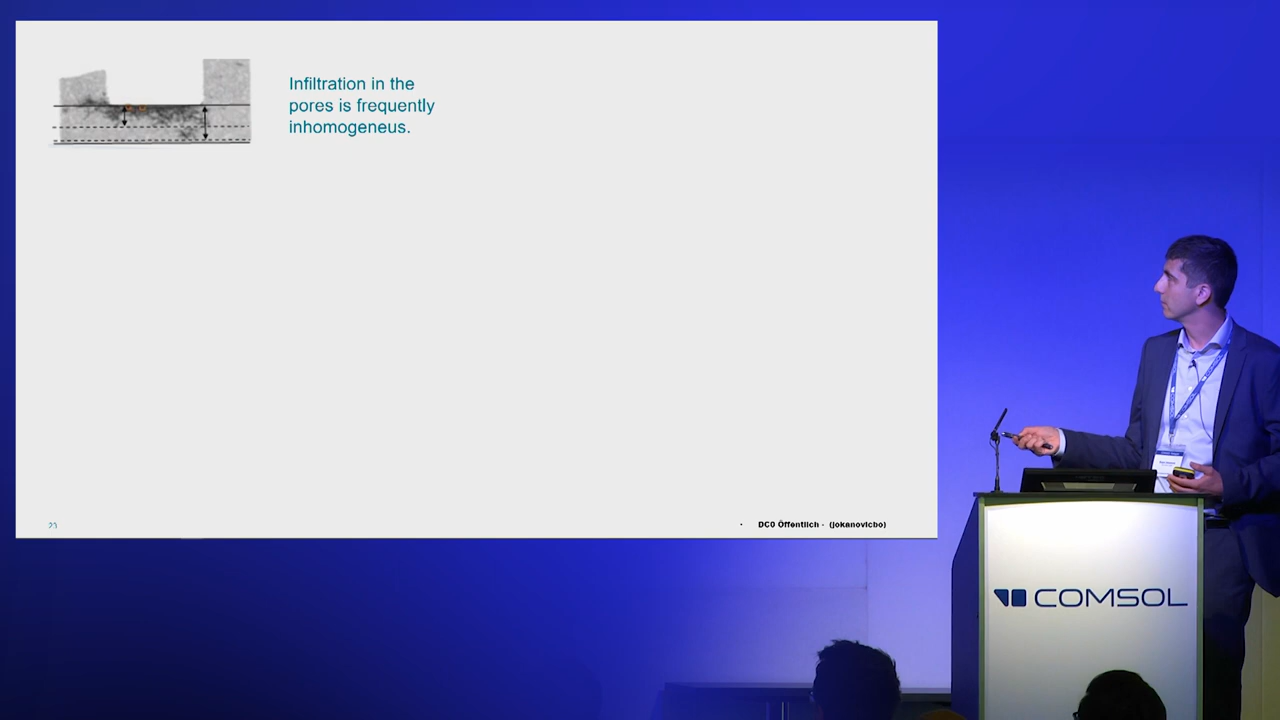 Infiltration in the
pores is frequently
inhomogeneus.
• DC0 Öffentlich - (jokanovicbo)
COMSOL